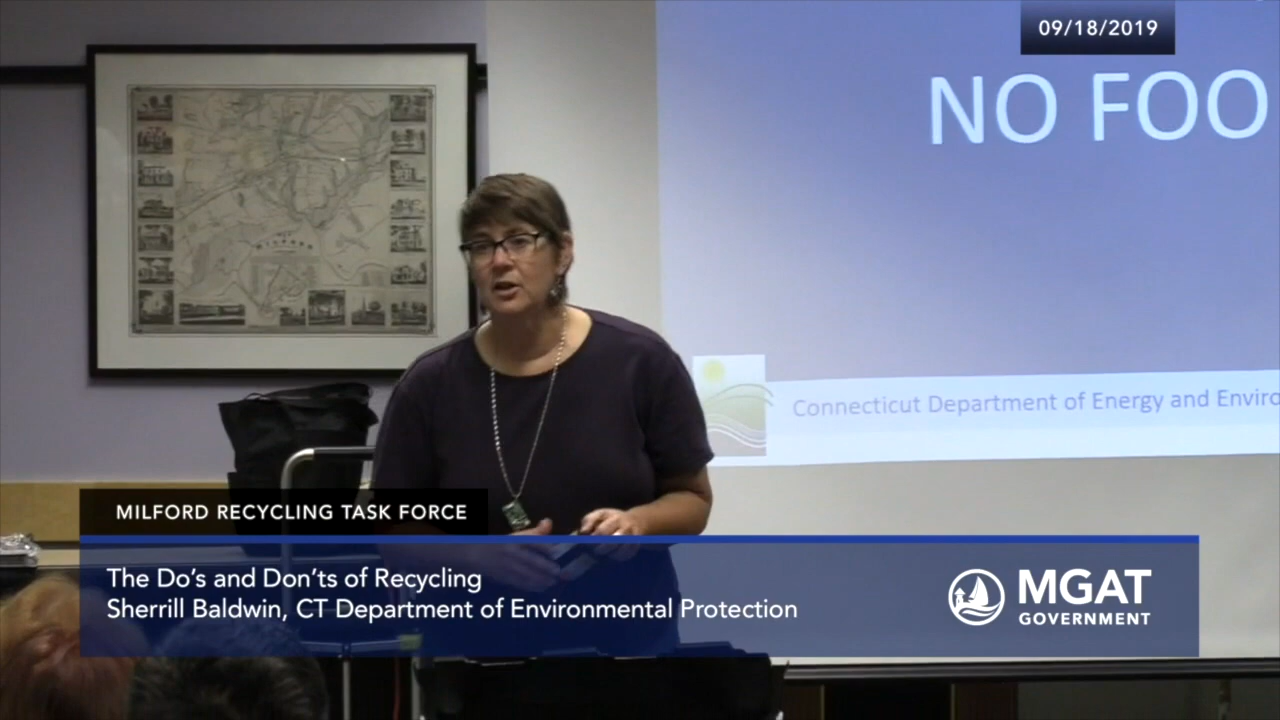 09/18/2019
NO FOO
MILFORD
Connecticut Department of Energy and Enviro
MILFORD RECYCLING TASK FORCE
The Do's and Don'ts of Recycling
Sherrill Baldwin, CT Department of Environmental Protection
MGAT
GOVERNMENT